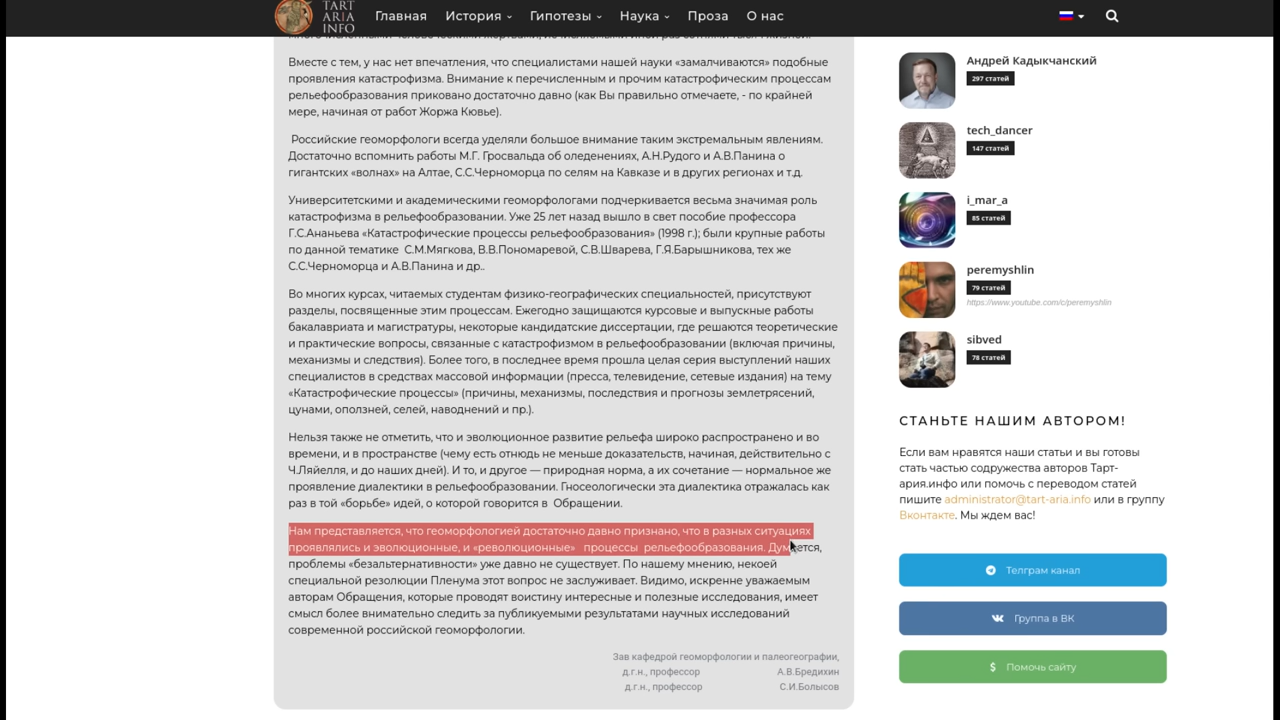 TART
ARIA
INFO
Главная История Гипотезы Наука Проза О нас
Вместе с тем, у нас нет впечатления, что специалистами нашей науки «замалчиваются» подобные
проявления катастрофизма. Внимание к перечисленным и прочим катастрофическим процессам
рельефообразования приковано достаточно давно (как Вы правильно отмечаете, - по крайней
мере, начиная от работ Жоржа Кювье).
Российские геоморфологи всегда уделяли большое внимание таким экстремальным явлениям.
Достаточно вспомнить работы М.Г. Гросвальда об оледенениях, А.Н.Рудого и А.В.Панина о
гигантских «волнах» на Алтае, С.С.Черноморца по селям на Кавказе и в других регионах и т.д.
Университетскими и академическими геоморфологами подчеркивается весьма значимая роль
катастрофизма в рельефообразовании. Уже 25 лет назад вышло в свет пособие профессора
Г.С.Ананьева «Катастрофические процессы рельефообразования» (1998 г.); были крупные работы
по данной тематике С.М.Мягкова, В.В.Пономаревой, С.В.Шварева, Г.Я.Барышникова, тех же
С.С.Черноморца и А.В.Панина и др..
Во многих курсах, читаемых студентам физико-географических специальностей, присутствуют
разделы, посвященные этим процессам. Ежегодно защищаются курсовые и выпускные работы
бакалавриата и магистратуры, некоторые кандидатские диссертации, где решаются теоретические
и практические вопросы, связанные с катастрофизмом в рельефообразовании (включая причины,
механизмы и следствия). Более того, в последнее время прошла целая серия выступлений наших
специалистов в средствах массовой информации (пресса, телевидение, сетевые издания) на тему
«Катастрофические процессы» (причины, механизмы, последствия и прогнозы землетрясений,
цунами, оползней, селей, наводнений и пр.).
Нельзя также не отметить, что и эволюционное развитие рельефа широко распространено и во
времени, и в пространстве (чему есть отнюдь не меньше доказательств, начиная, действительно с
Ч.Ляйелля, и до наших дней). И то, и другое — природная норма, а их сочетание — нормальное же
проявление диалектики в рельефообразовании. Гносеологически эта диалектика отражалась как
раз в той «борьбе» идей, о которой говорится в Обращении.
Нам представляется, что геоморфологией достаточно давно признано, что в разных ситуациях
проявлялись и эволюционные, и «революционные» процессы рельефообразования. Думается,
проблемы «безальтернативности» уже давно не существует. По нашему мнению, некоей
специальной резолюции Пленума этот вопрос не заслуживает. Видимо, искренне уважаемым
авторам Обращения, которые проводят воистину интересные и полезные исследования, имеет
смысл более внимательно следить за публикуемыми результатами научных исследований
современной российской геоморфологии.
Зав кафедрой геоморфологии и палеогеографии,
д.г.н., профессор А.В.Бредихин
д.г.н., профессор С.И.Болысов
Андрей Кадыкчанский
297 статей
tech_dancer
147 статей
i_mar_a
85 статей
peremyshlin
79 статей
https://www.youtube.com/c/peremyshlin
sibved
78 статей
СТАНЬТЕ НАШИМ АВТОРОМ!
Если вам нравятся наши статьи и вы готовы
стать частью содружества авторов Тарт-
ария.инфо или помочь с переводом статей
пишите administrator@tart-aria.info или в группу
Вконтакте. Мы ждем вас!
Телграм канал
Группа в ВК
Помочь сайту